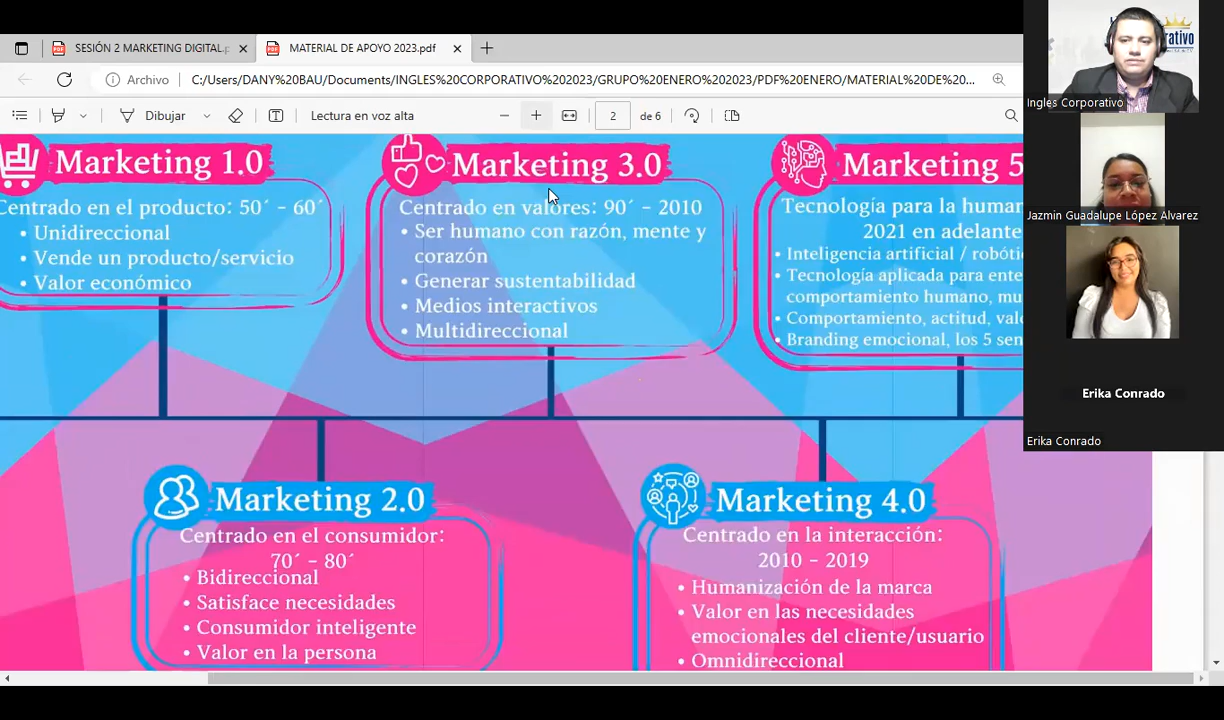 SESIÓN 2 MARKETING DIGITAL.p
MATERIAL DE APOYO 2023.pdf
Archivo
C:/Users/DANY%20BAU/Documents/INGLES%20CORPORATIVO%202023/GRUPO%20ENERO%202023/PDF%20ENERO/MATERIAL%20DE%20...
Dibujar
Lectura en voz alta
2
de 6
Marketing 1.0
Centrado en el producto: 50´ - 60´
• Unidireccional
• Vende un producto/servicio
• Valor económico
Marketing 3.0
Centrado en valores: 90´ - 2010
• Ser humano con razón, mente y
corazón
• Generar sustentabilidad
• Medios interactivos
• Multidireccional
Marketing 5
Tecnología para la human
2021 en adelante
• Inteligencia artificial / robóti
• Tecnología aplicada para ente
comportamiento humano, mu
• Comportamiento, actitud, valo
• Branding emocional, los 5 sen
Marketing 2.0
Centrado en el consumidor:
70´ - 80´
• Bidireccional
• Satisface necesidades
• Consumidor inteligente
• Valor en la persona
Marketing 4.0
Centrado en la interacción:
2010 - 2019
• Humanización de la marca
• Valor en las necesidades
emocionales del cliente/usuario
• Omnidireccional
rativo
Ingles Corporativo
Jazmin Guadalupe López Alvarez
Erika Conrado
Erika Conrado